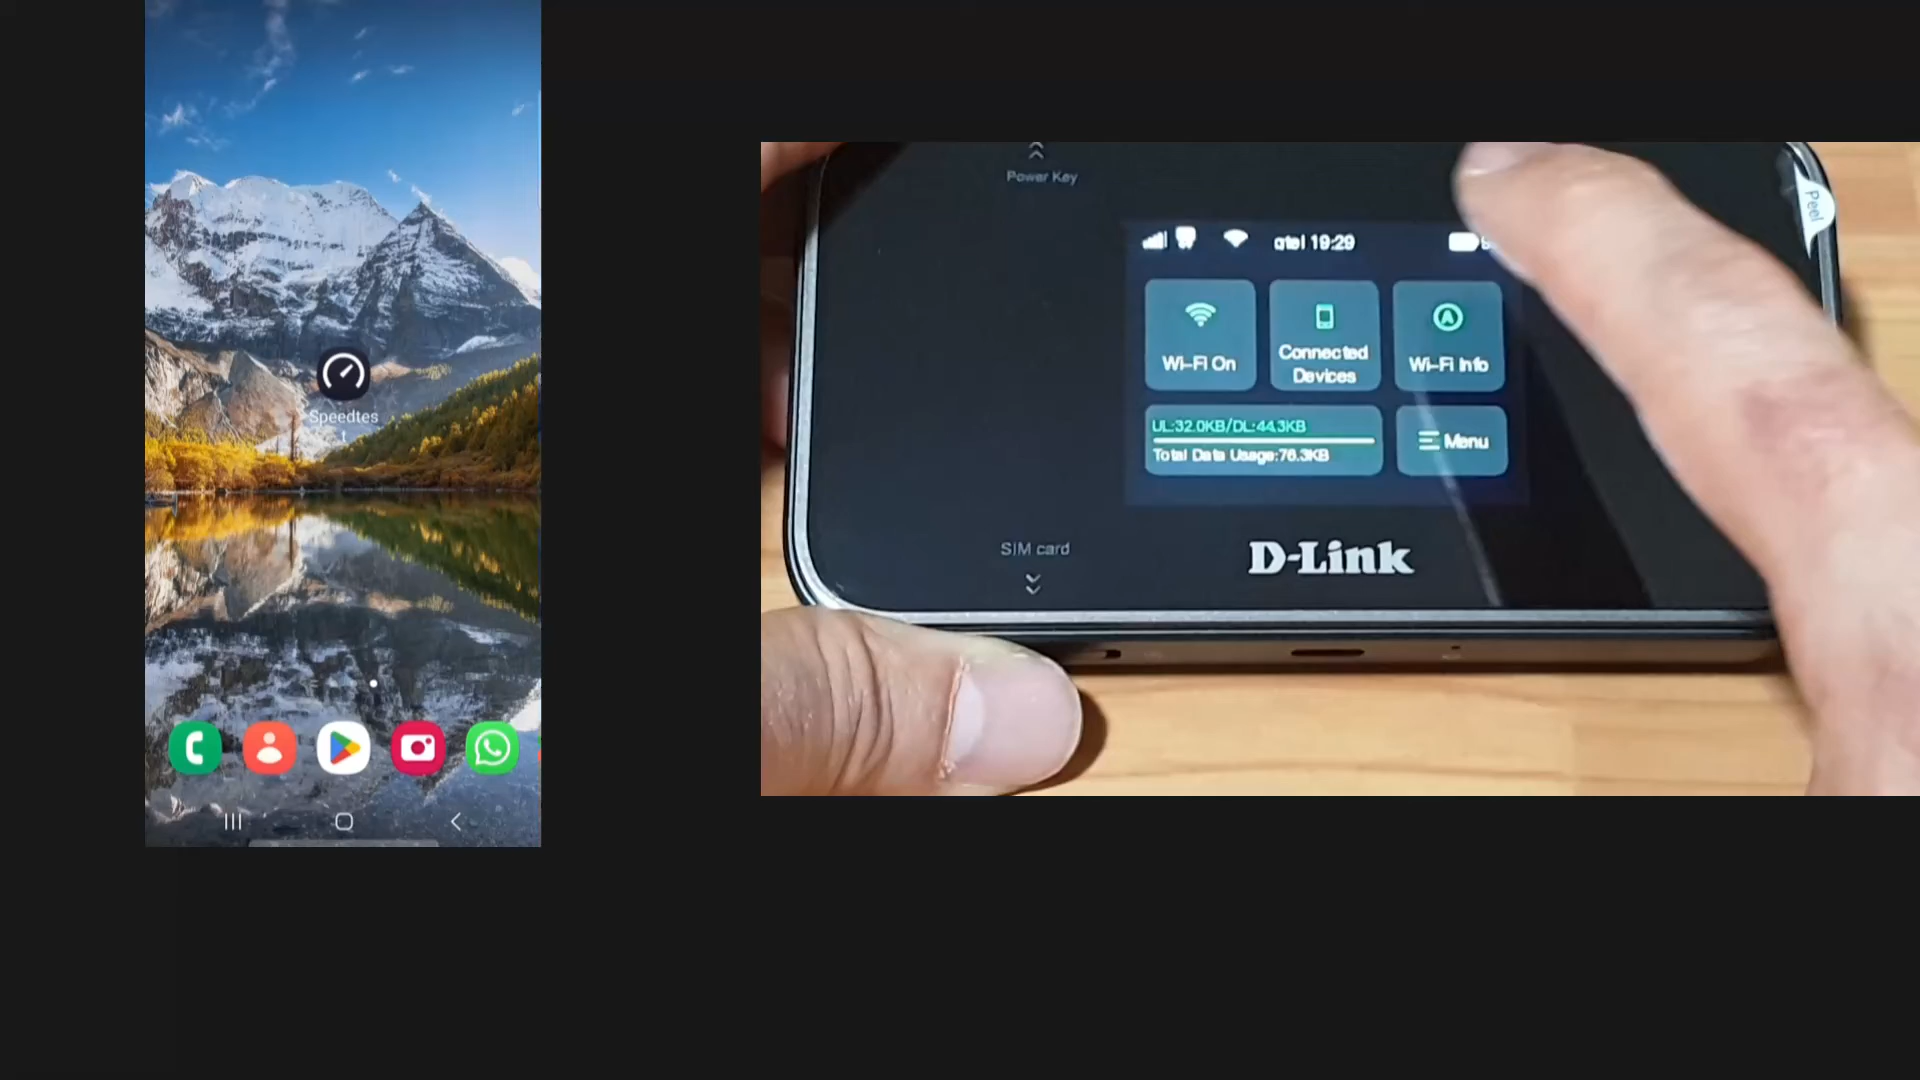 Speedtes
t
Power Key
Peel
qtel 19:29
Wi-Fi On
Connected
Devices
Wi-Fi Info
UL:32.0KB/DL:44.3KB
Total Data Usage:76.3KB
Menu
SIM card
D-Link